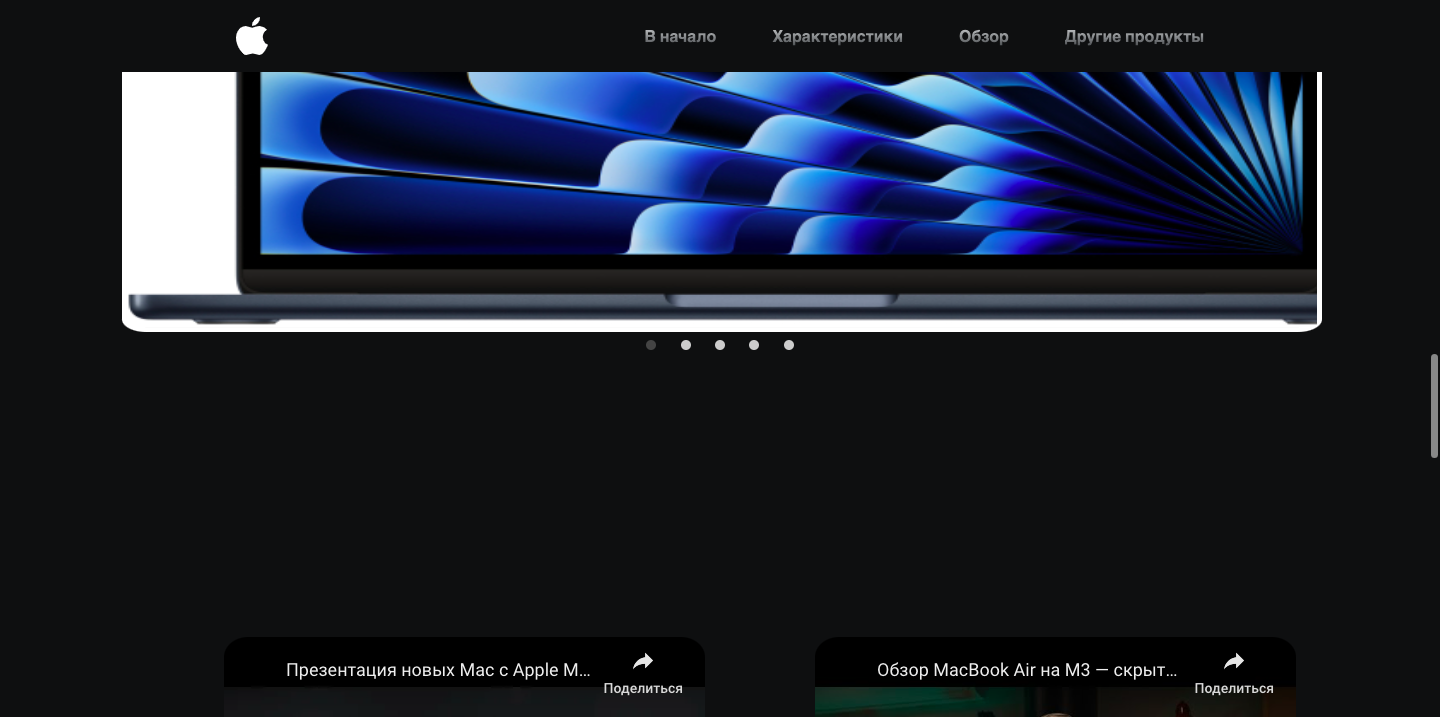 В начало
Характеристики
Обзор
Другие продукты
Презентация новых Mac с Apple M...
Поделиться
Обзор MacBook Air на M3 — скрыт...
Поделиться